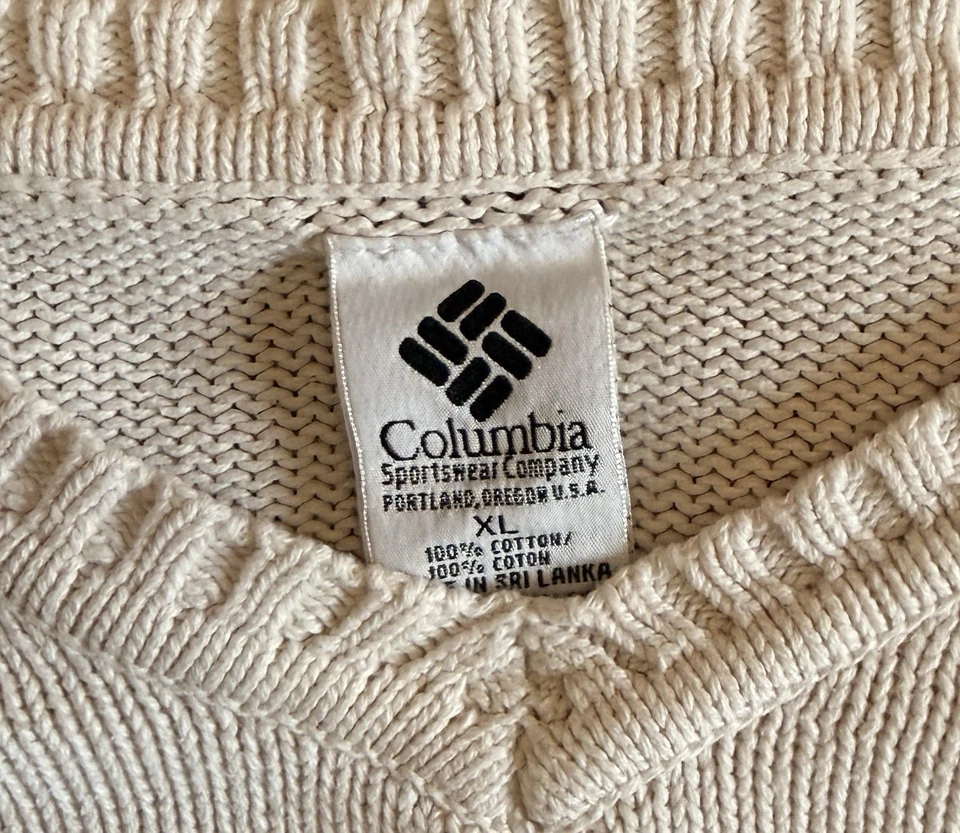 Columbia
Sportswear Company
PORTLAND, OREGON U.S.A.
XL
100% COTTON/
100% COTON
IN SRI LANKA